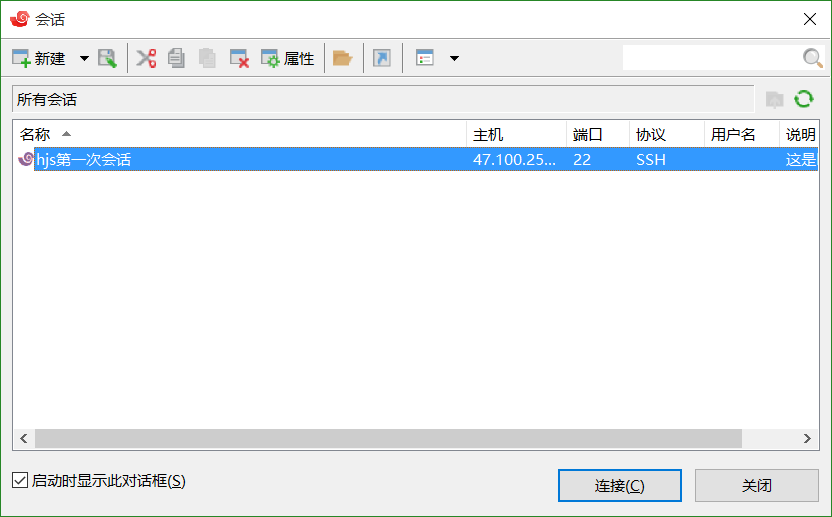 会话
新建 属性
所有会话
名称 主机 端口 协议 用户名 说明
hjs第一次会话 47.100.25... 22 SSH 这是
启动时显示此对话框(S) 连接(C) 关闭